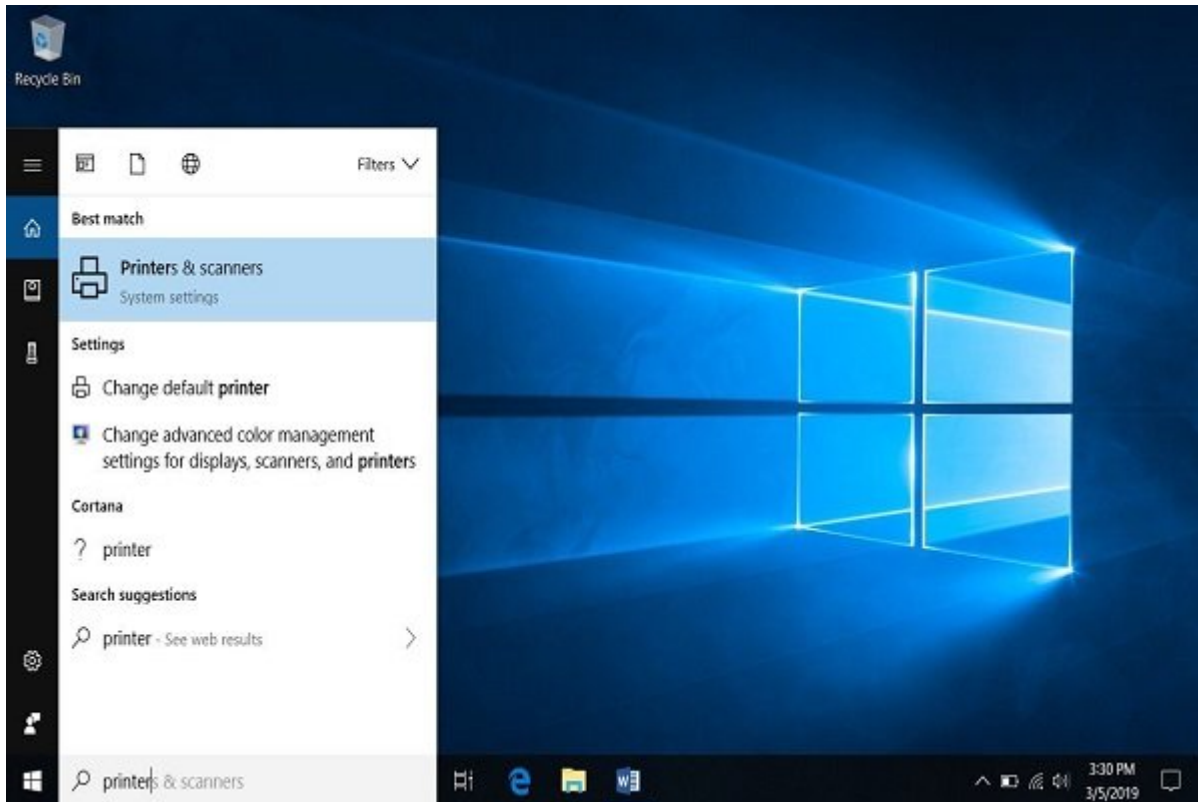 Recycle Bin
Filters
Best match
Printers & scanners
System settings
Settings
Change default printer
Change advanced color management
settings for displays, scanners, and printers
Cortana
? printer
Search suggestions
printer - See web results
printers & scanners
3:30 PM
3/5/2019